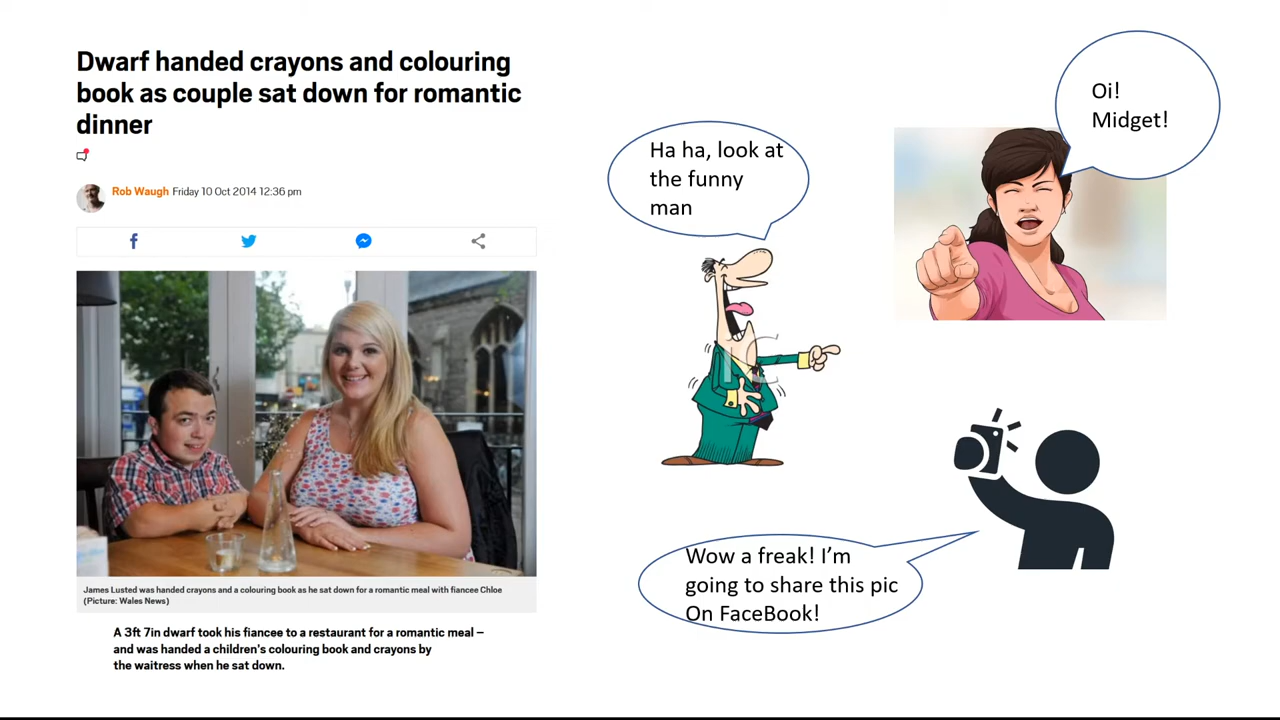 Dwarf handed crayons and colouring
book as couple sat down for romantic
dinner
Rob Waugh Friday 10 Oct 2014 12:36 pm
James Lusted was handed crayons and a colouring book as he sat down for a romantic meal with fiancee Chloe
(Picture: Wales News)
A 3ft 7in dwarf took his fiancee to a restaurant for a romantic meal –
and was handed a children's colouring book and crayons by
the waitress when he sat down.
Ha ha, look at
the funny
man
Oi!
Midget!
Wow a freak! I'm
going to share this pic
On FaceBook!